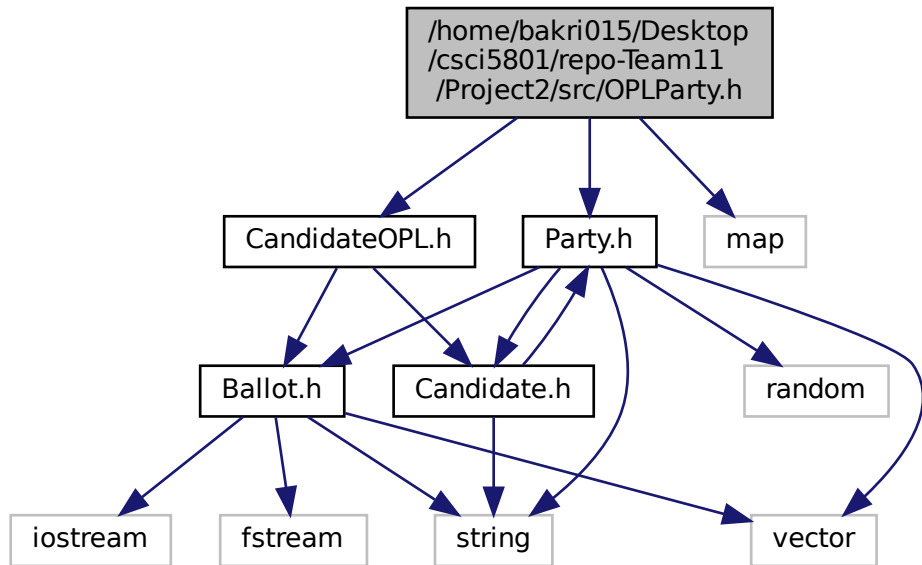 /home/bakri015/Desktop
/csci5801/repo-Team11
/Project2/src/OPLParty.h
CandidateOPL.h
Party.h
map
Ballot.h
Candidate.h
random
iostream
fstream
string
vector